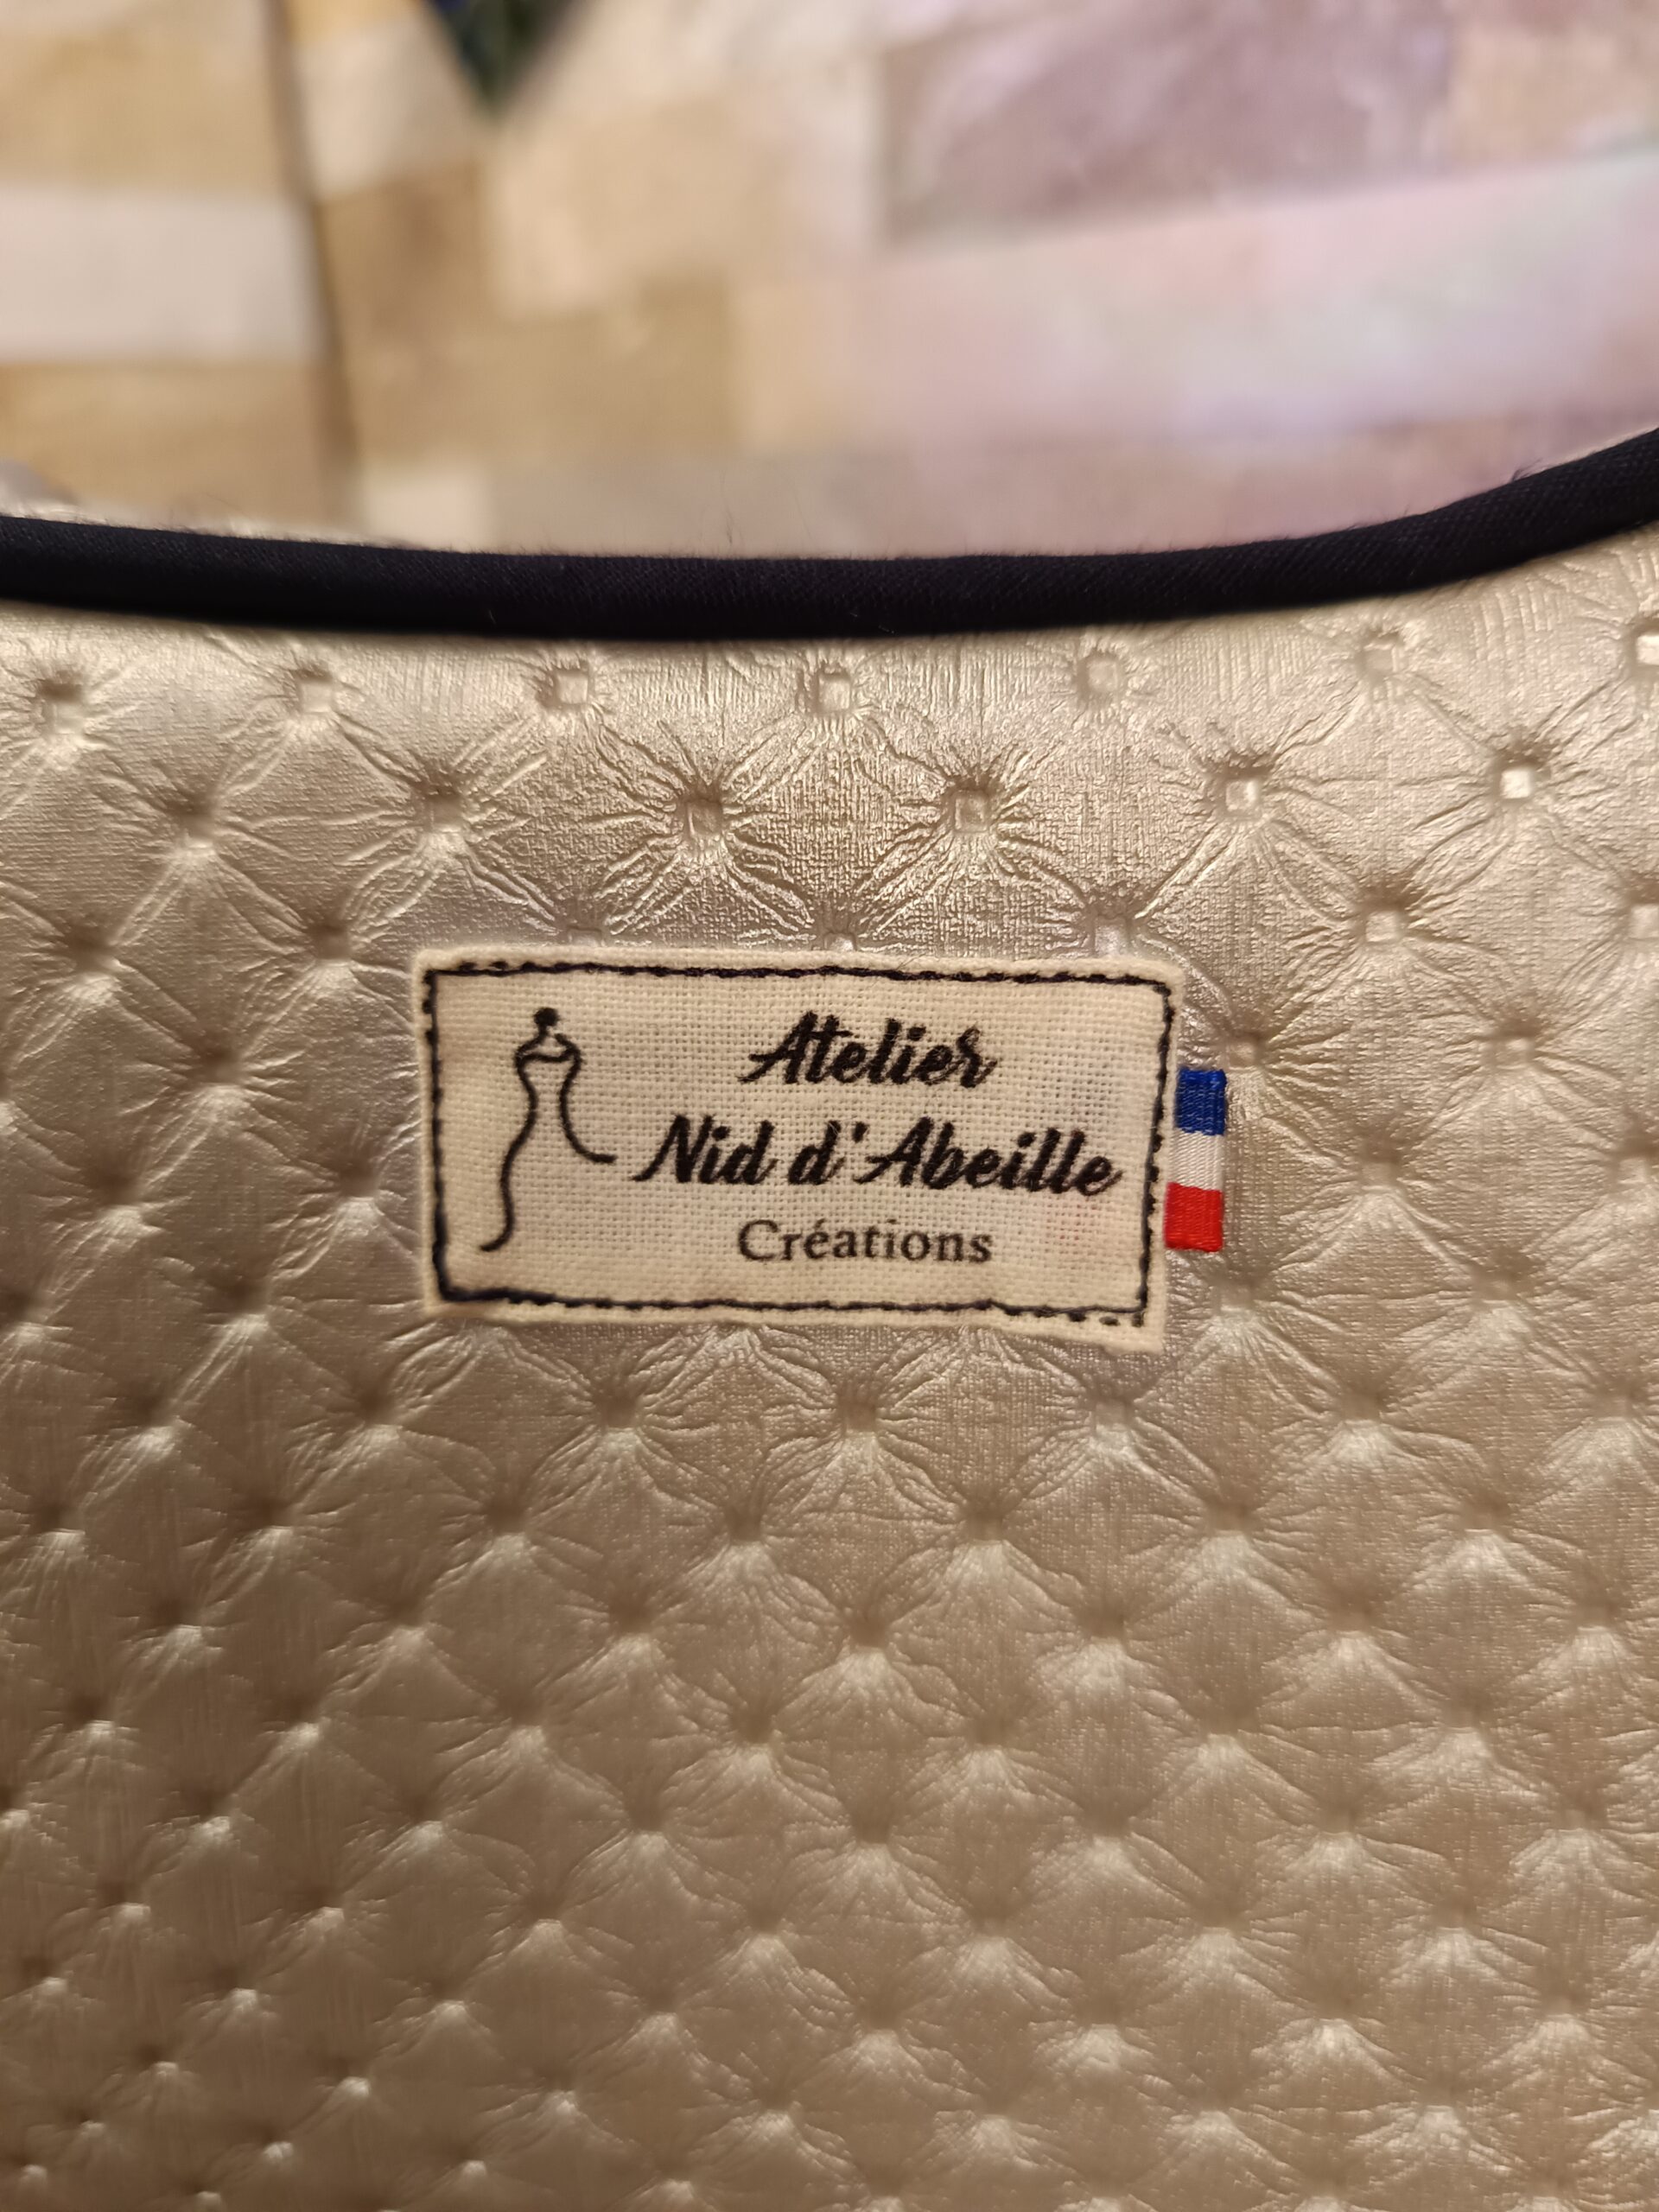 Atelier
Nid d'Abeille
Créations